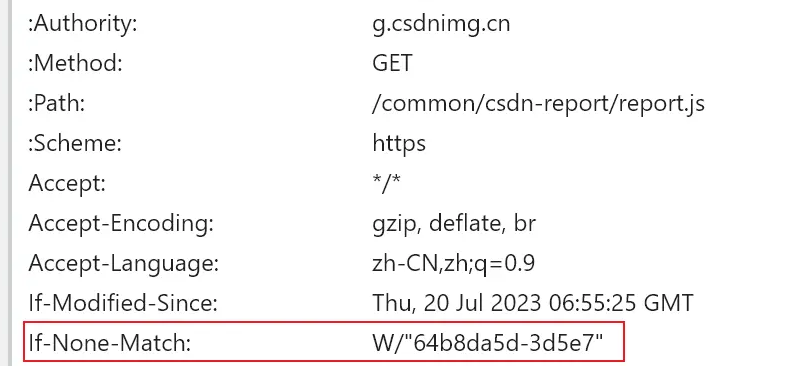 :Authority: g.csdnimg.cn
:Method: GET
:Path: /common/csdn-report/report.js
:Scheme: https
Accept: */*
Accept-Encoding: gzip, deflate, br
Accept-Language: zh-CN,zh;q=0.9
If-Modified-Since: Thu, 20 Jul 2023 06:55:25 GMT
If-None-Match: W/"64b8da5d-3d5e7"